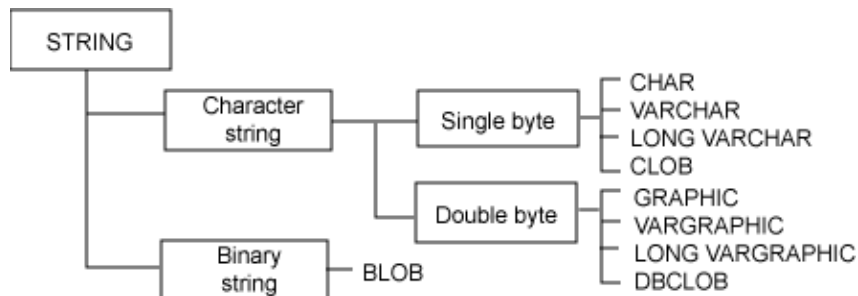 STRING
Character
string
Single byte
CHAR
VARCHAR
LONG VARCHAR
CLOB
Double byte
GRAPHIC
VARGRAPHIC
LONG VARGRAPHIC
DBCLOB
Binary
string
BLOB